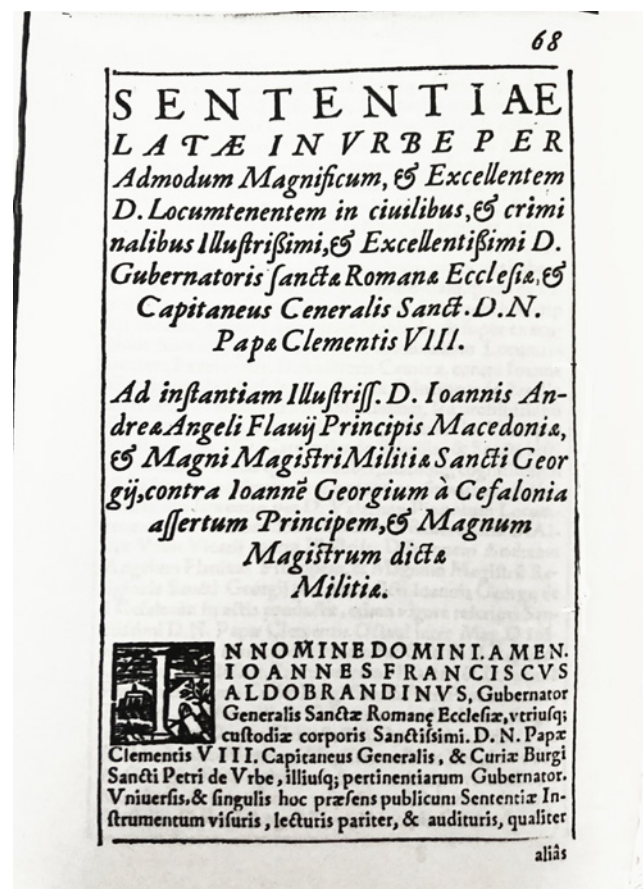 68
SENTENTIAE
LATÆ IN VRBE PER
Admodum Magnificum, & Excellentem
D. Locumtenentem in ciuilibus, & crimi
nalibus Illuſtrißimi, & Excellentißimi D.
Gubernatoris ſanctæ Romanæ Eccleſiæ, &
Capitaneus Ceneralis Sanct. D. N.
Papæ Clementis VIII.
Ad inſtantiam Illuſtriſſ. D. Ioannis An-
dreæ Angeli Flauij Principis Macedoniæ,
& Magni Magiſtri Militiæ Sancti Geor
gij, contra Ioannē Georgium à Cefalonia
aſſertum Principem, & Magnum
Magiſtrum dictæ
Militiæ.
IN NOMINE DOMINI. AMEN.
IOANNES FRANCISCVS
ALDOBRANDINVS, Gubernator
Generalis Sanctæ Romanę Eccleſiæ, vtriuſq;
cuſtodiæ corporis Sanctiſſimi. D. N. Papæ
Clementis VIII. Capitaneus Generalis, & Curiæ Burgi
Sancti Petri de Vrbe, illiuſq; pertinentiarum Gubernator.
Vniuerſis, & ſingulis hoc præſens publicum Sententiæ In-
ſtrumentum viſuris, lecturis pariter, & audituris, qualiter
aliâs